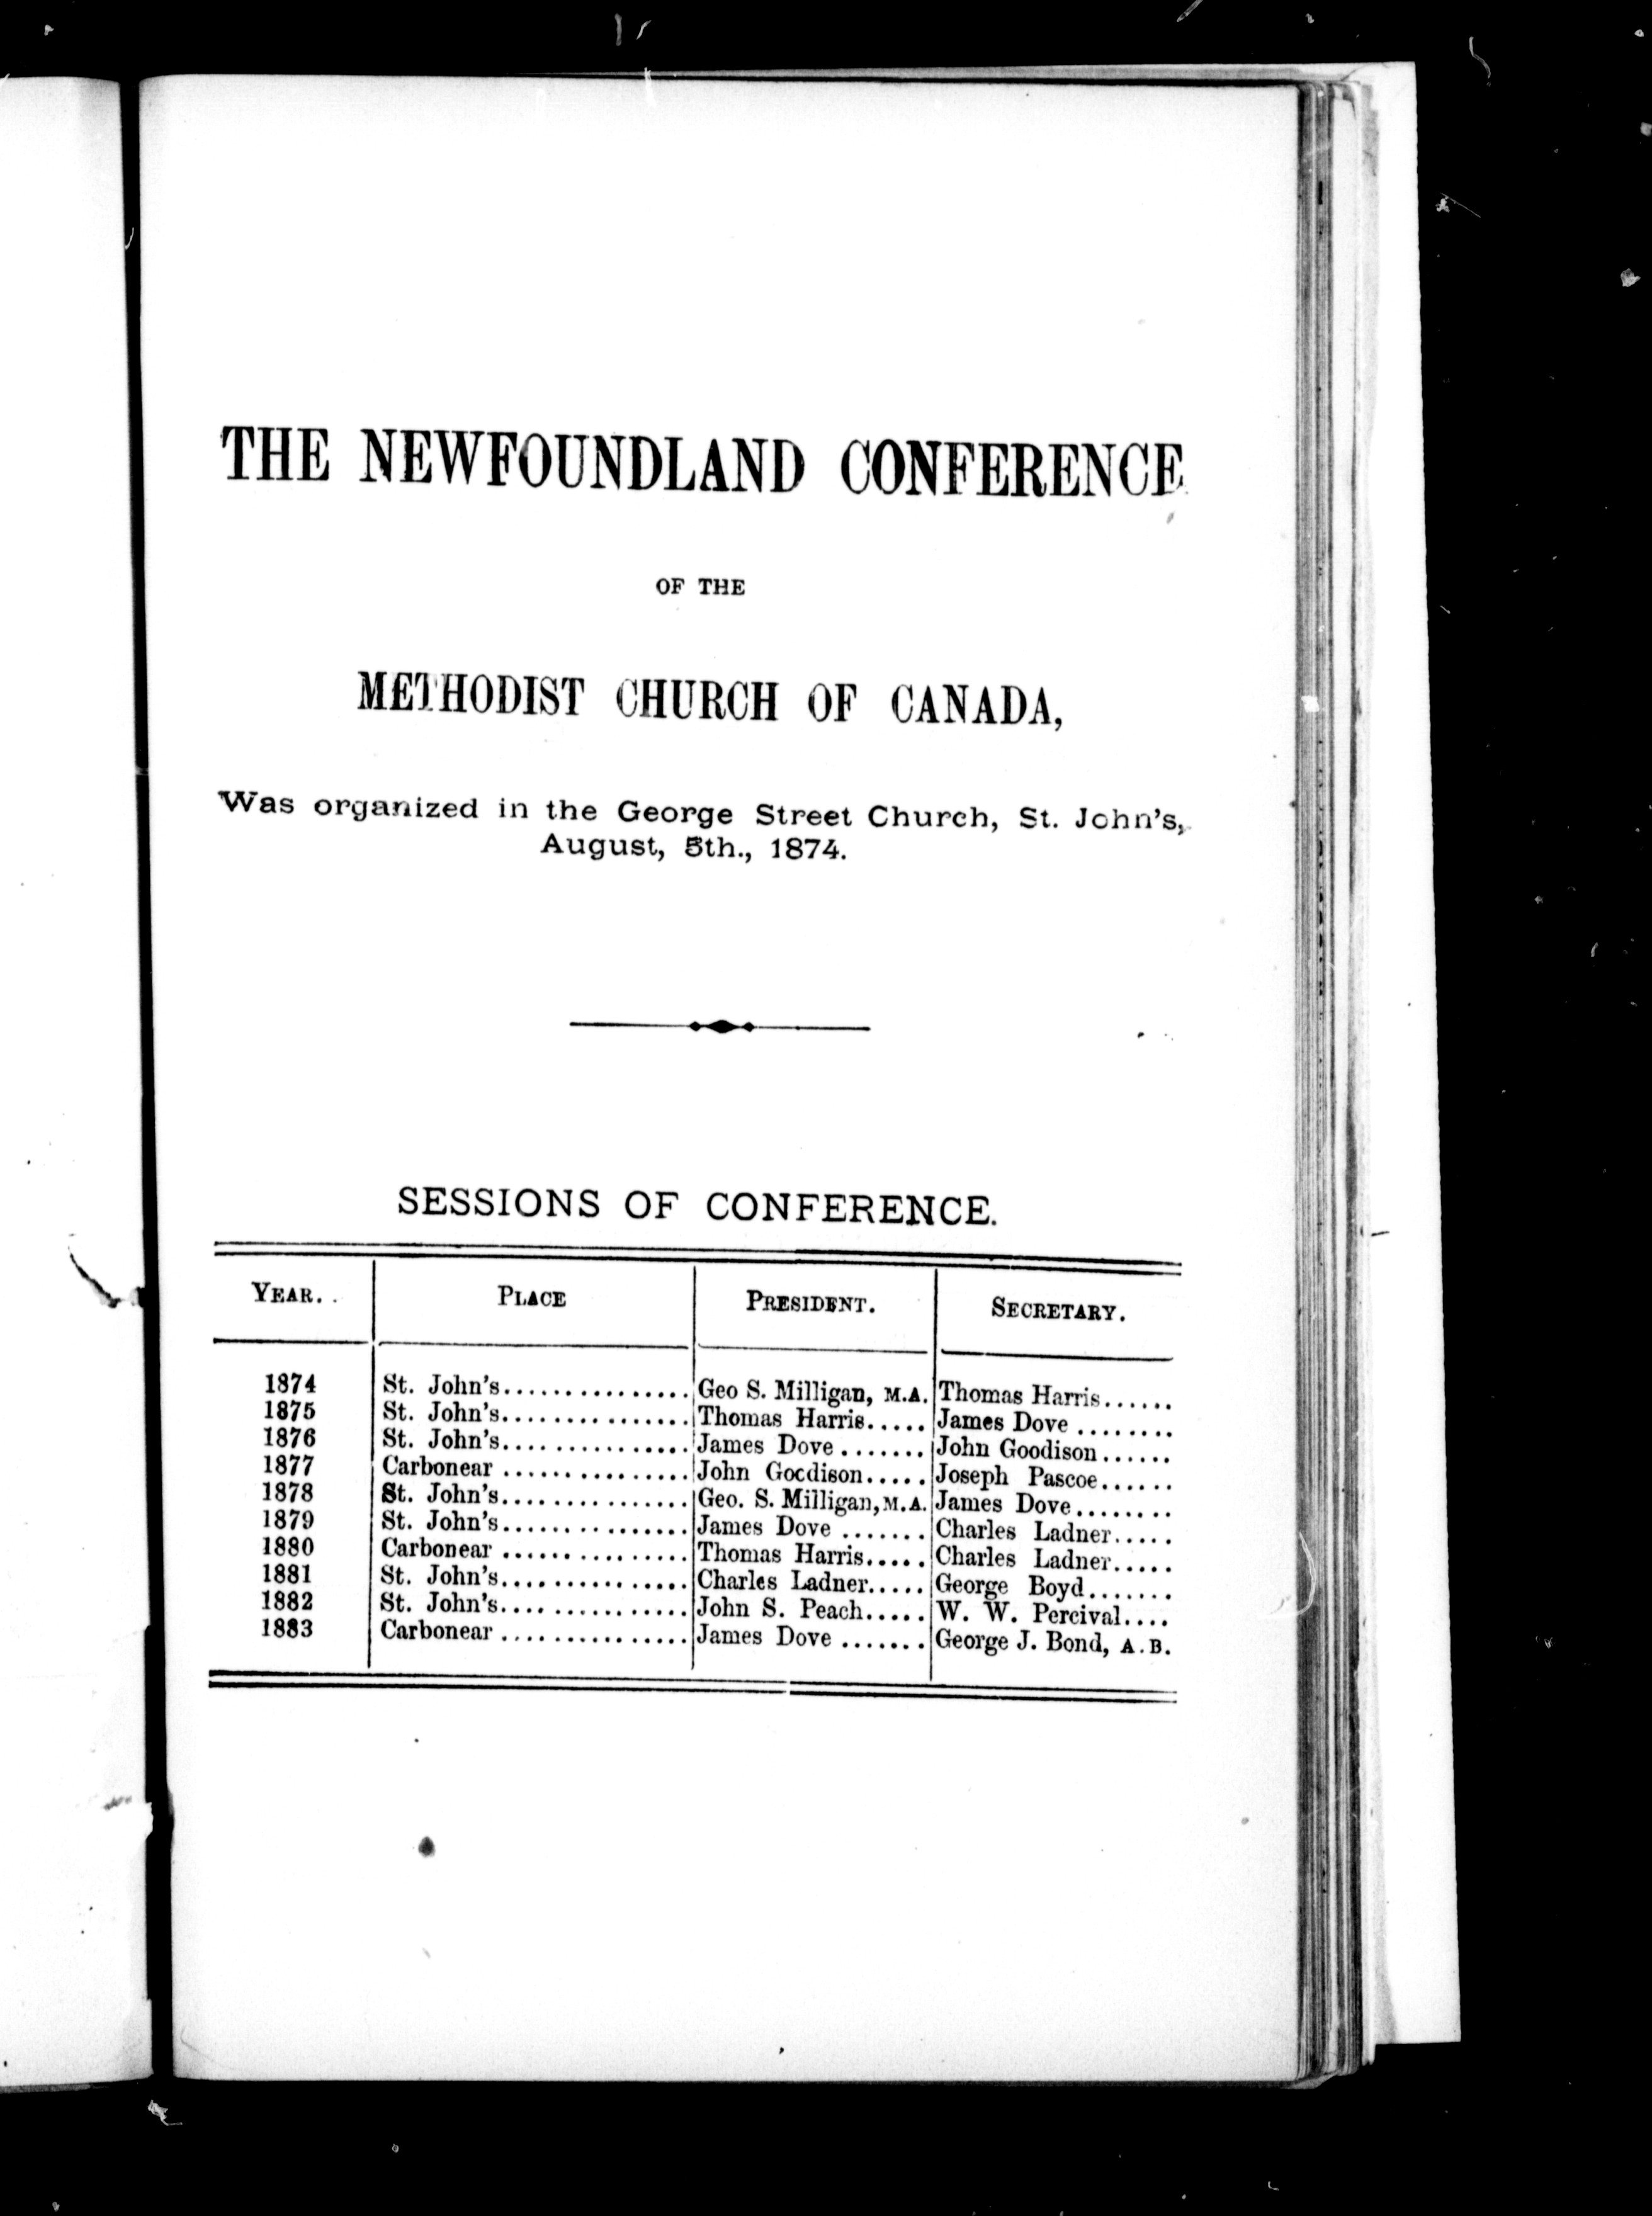 THE NEWFOUNDLAND CONFERENCE
OF THE
METHODIST CHURCH OF CANADA,
Was organized in the George Street Church, St. John's,
August, 5th., 1874.
SESSIONS OF CONFERENCE.
YEAR. PLACE PRESIDENT. SECRETARY.
1874 St. John's............... Geo S. Milligan, M.A. Thomas Harris......
1875 St. John's............... Thomas Harris..... James Dove ........
1876 St. John's............... James Dove ....... John Goodison......
1877 Carbonear ............... John Goodison..... Joseph Pascoe......
1878 St. John's............... Geo. S. Milligan, M.A. James Dove........
1879 St. John's............... James Dove ....... Charles Ladner.....
1880 Carbonear ............... Thomas Harris..... Charles Ladner.....
1881 St. John's............... Charles Ladner..... George Boyd.......
1882 St. John's............... John S. Peach..... W. W. Percival....
1883 Carbonear ............... James Dove ....... George J. Bond, A.B.